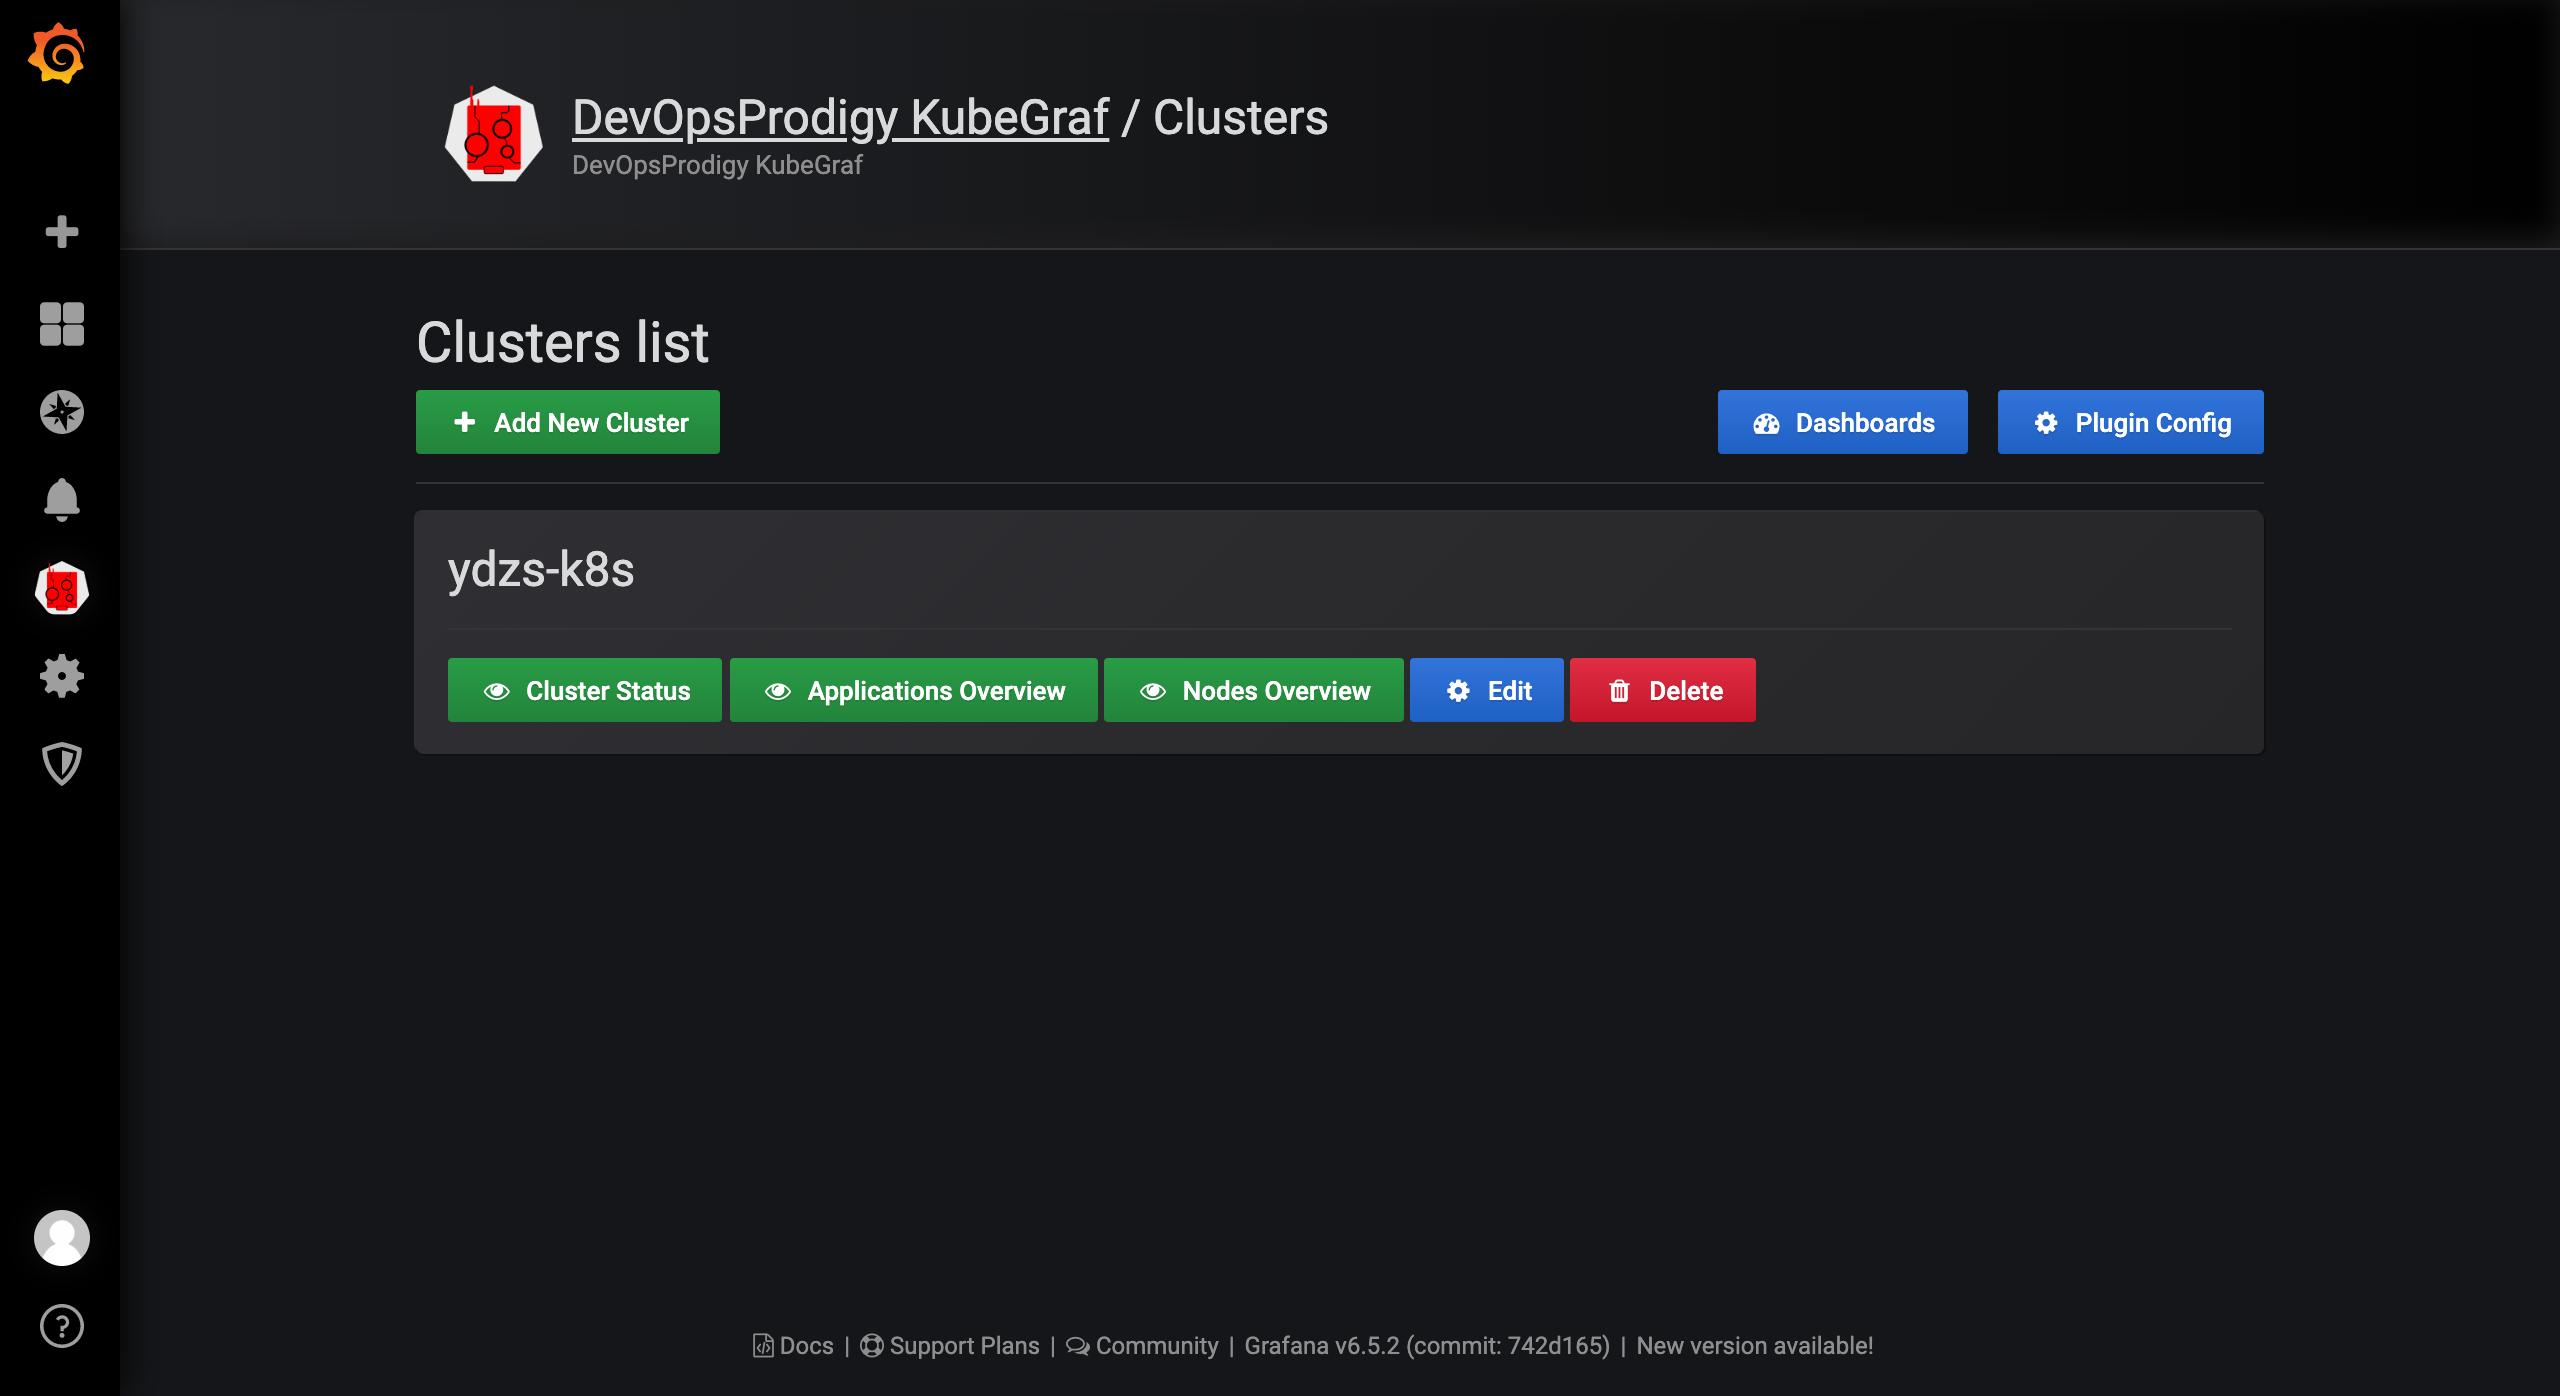 DevOpsProdigy KubeGraf / Clusters
DevOpsProdigy KubeGraf
Clusters list
Add New Cluster
Dashboards
Plugin Config
ydzs-k8s
Cluster Status
Applications Overview
Nodes Overview
Edit
Delete
Docs | Support Plans | Community | Grafana v6.5.2 (commit: 742d165) | New version available!